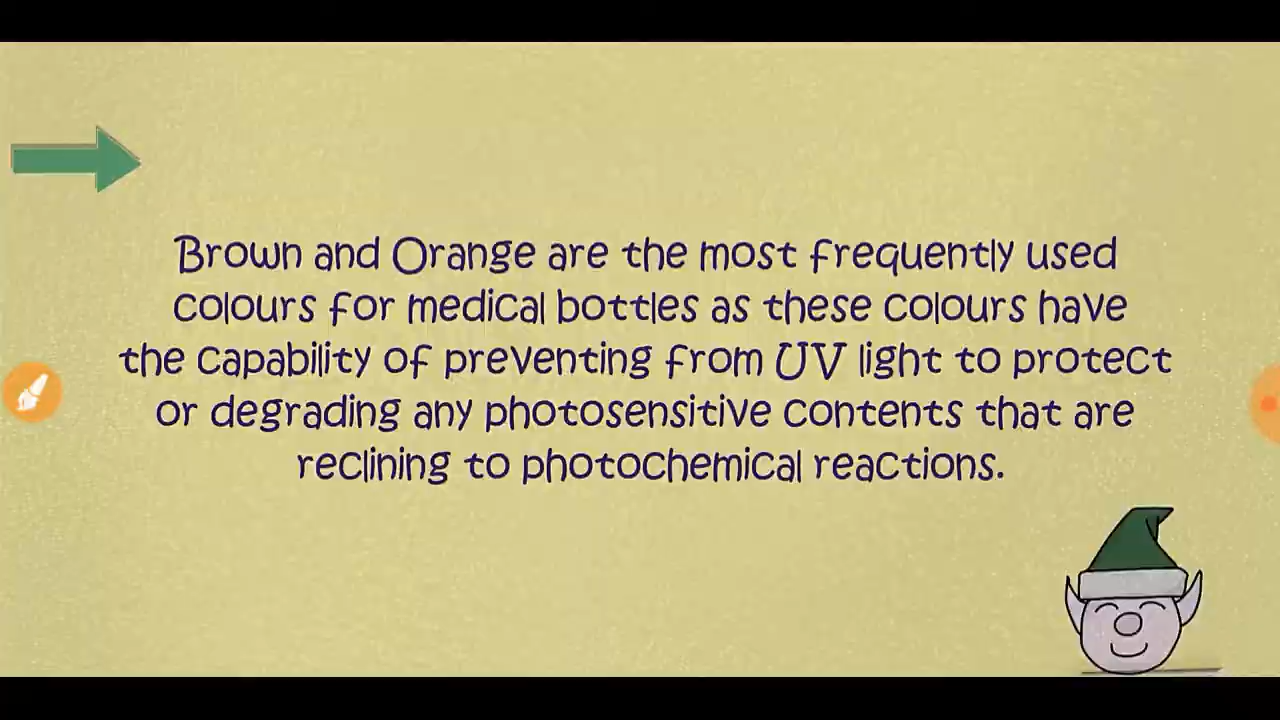 Brown and Orange are the most frequently used
colours for medical bottles as these colours have
the capability of preventing from UV light to protect
or degrading any photosensitive contents that are
reclining to photochemical reactions.